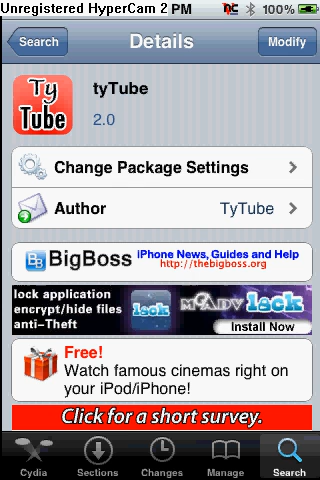 Unregistered HyperCam 2 PM 100%
Search Details Modify
Ty
Tube
tyTube
2.0
Change Package Settings
Author TyTube
BB BigBoss iPhone News, Guides and Help
http://thebigboss.org
lock application
encrypt/hide files
anti-Theft
lock
lock
Install Now
Free!
Watch famous cinemas right on
your iPod/iPhone!
Click for a short survey.
Cydia Sections Changes Manage Search